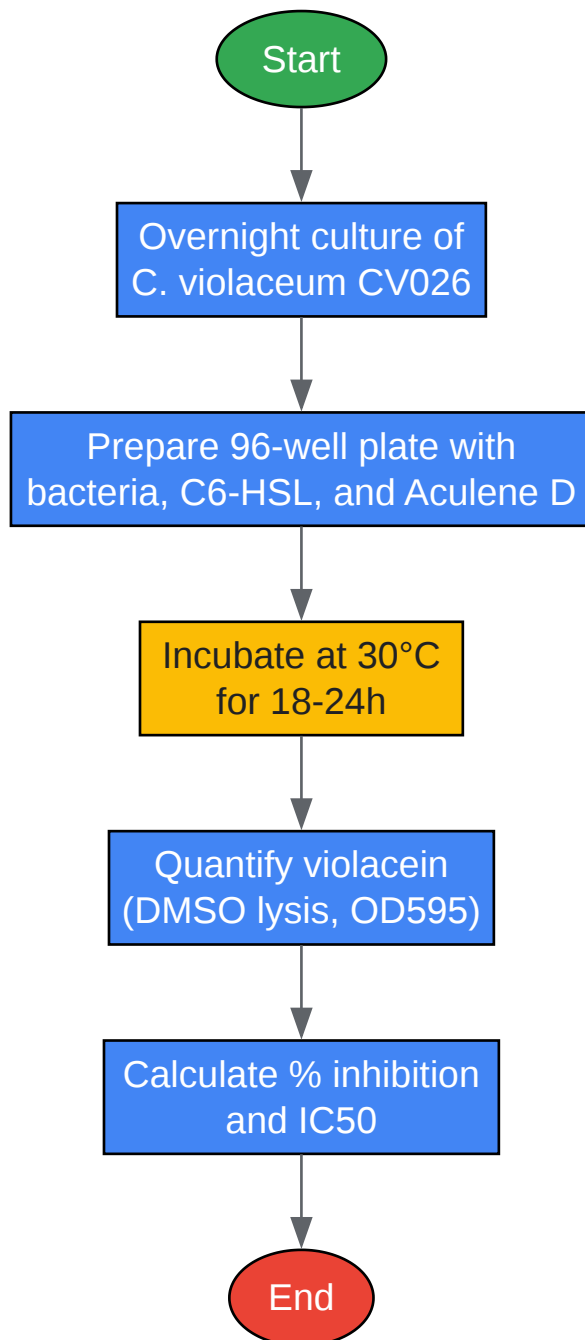 Start
Overnight culture of
C. violaceum CV026
Prepare 96-well plate with
bacteria, C6-HSL, and Aculene D
Incubate at 30°C
for 18-24h
Quantify violacein
(DMSO lysis, OD595)
Calculate % inhibition
and IC50
End